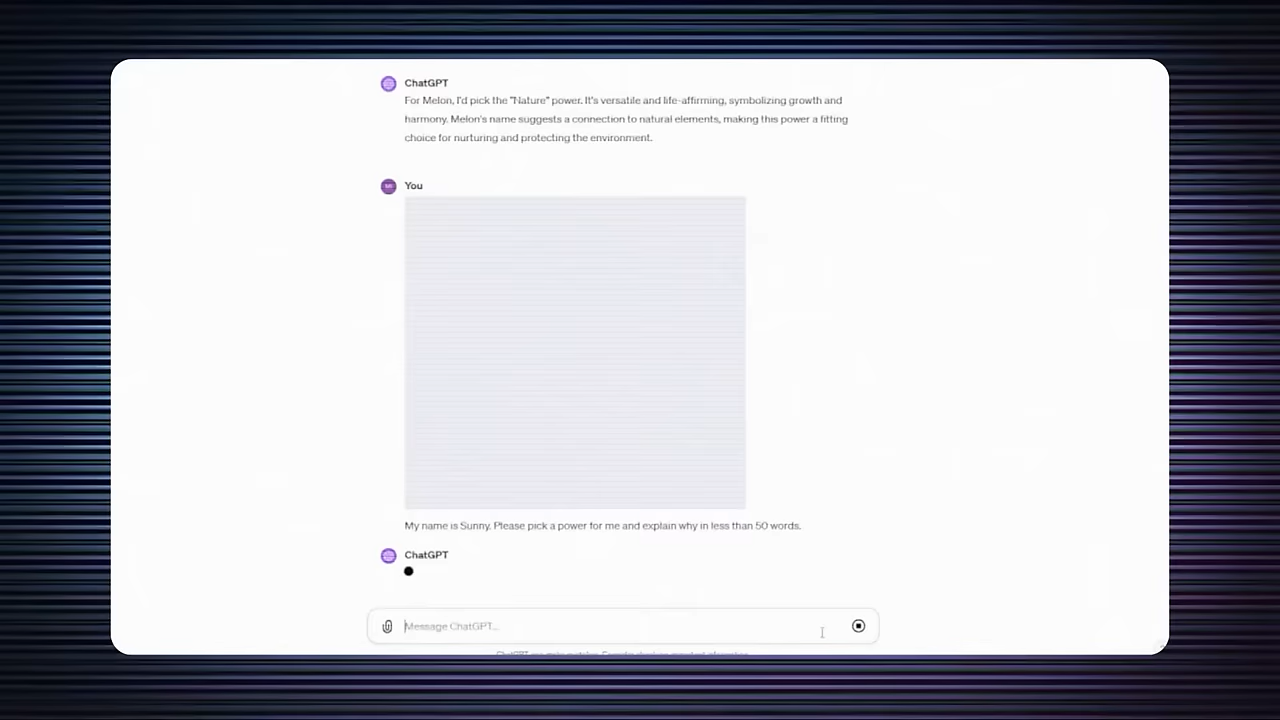 ChatGPT
For Melon, I'd pick the "Nature" power. It's versatile and life-affirming, symbolizing growth and
harmony. Melon's name suggests a connection to natural elements, making this power a fitting
choice for nurturing and protecting the environment.
You
My name is Sunny. Please pick a power for me and explain why in less than 50 words.
ChatGPT
Message ChatGPT...